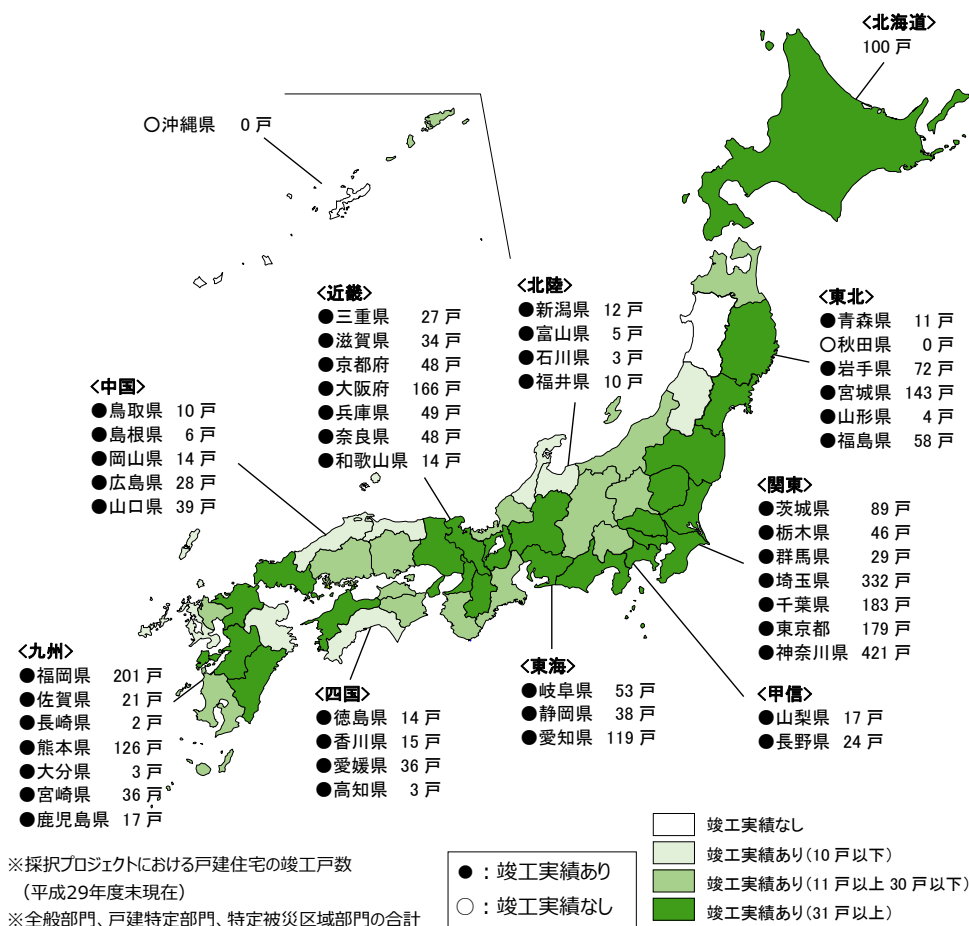 <北海道>
100 戸
○沖縄県 0 戸
<近畿>
●三重県 27 戸
●滋賀県 34 戸
●京都府 48 戸
●大阪府 166 戸
●兵庫県 49 戸
●奈良県 48 戸
●和歌山県 14 戸
<北陸>
●新潟県 12 戸
●富山県 5 戸
●石川県 3 戸
●福井県 10 戸
<東北>
●青森県 11 戸
○秋田県 0 戸
●岩手県 72 戸
●宮城県 143 戸
●山形県 4 戸
●福島県 58 戸
<中国>
●鳥取県 10 戸
●島根県 6 戸
●岡山県 14 戸
●広島県 28 戸
●山口県 39 戸
<関東>
●茨城県 89 戸
●栃木県 46 戸
●群馬県 29 戸
●埼玉県 332 戸
●千葉県 183 戸
●東京都 179 戸
●神奈川県 421 戸
<九州>
●福岡県 201 戸
●佐賀県 21 戸
●長崎県 2 戸
●熊本県 126 戸
●大分県 3 戸
●宮崎県 36 戸
●鹿児島県 17 戸
<四国>
●徳島県 14 戸
●香川県 15 戸
●愛媛県 36 戸
●高知県 3 戸
<東海>
●岐阜県 53 戸
●静岡県 38 戸
●愛知県 119 戸
<甲信>
●山梨県 17 戸
●長野県 24 戸
※採択プロジェクトにおける戸建住宅の竣工戸数
(平成29年度末現在)
※全般部門、戸建特定部門、特定被災区域部門の合計
●:竣工実績あり
○:竣工実績なし
竣工実績なし
竣工実績あり(10 戸以下)
竣工実績あり(11 戸以上 30 戸以下)
竣工実績あり(31 戸以上)